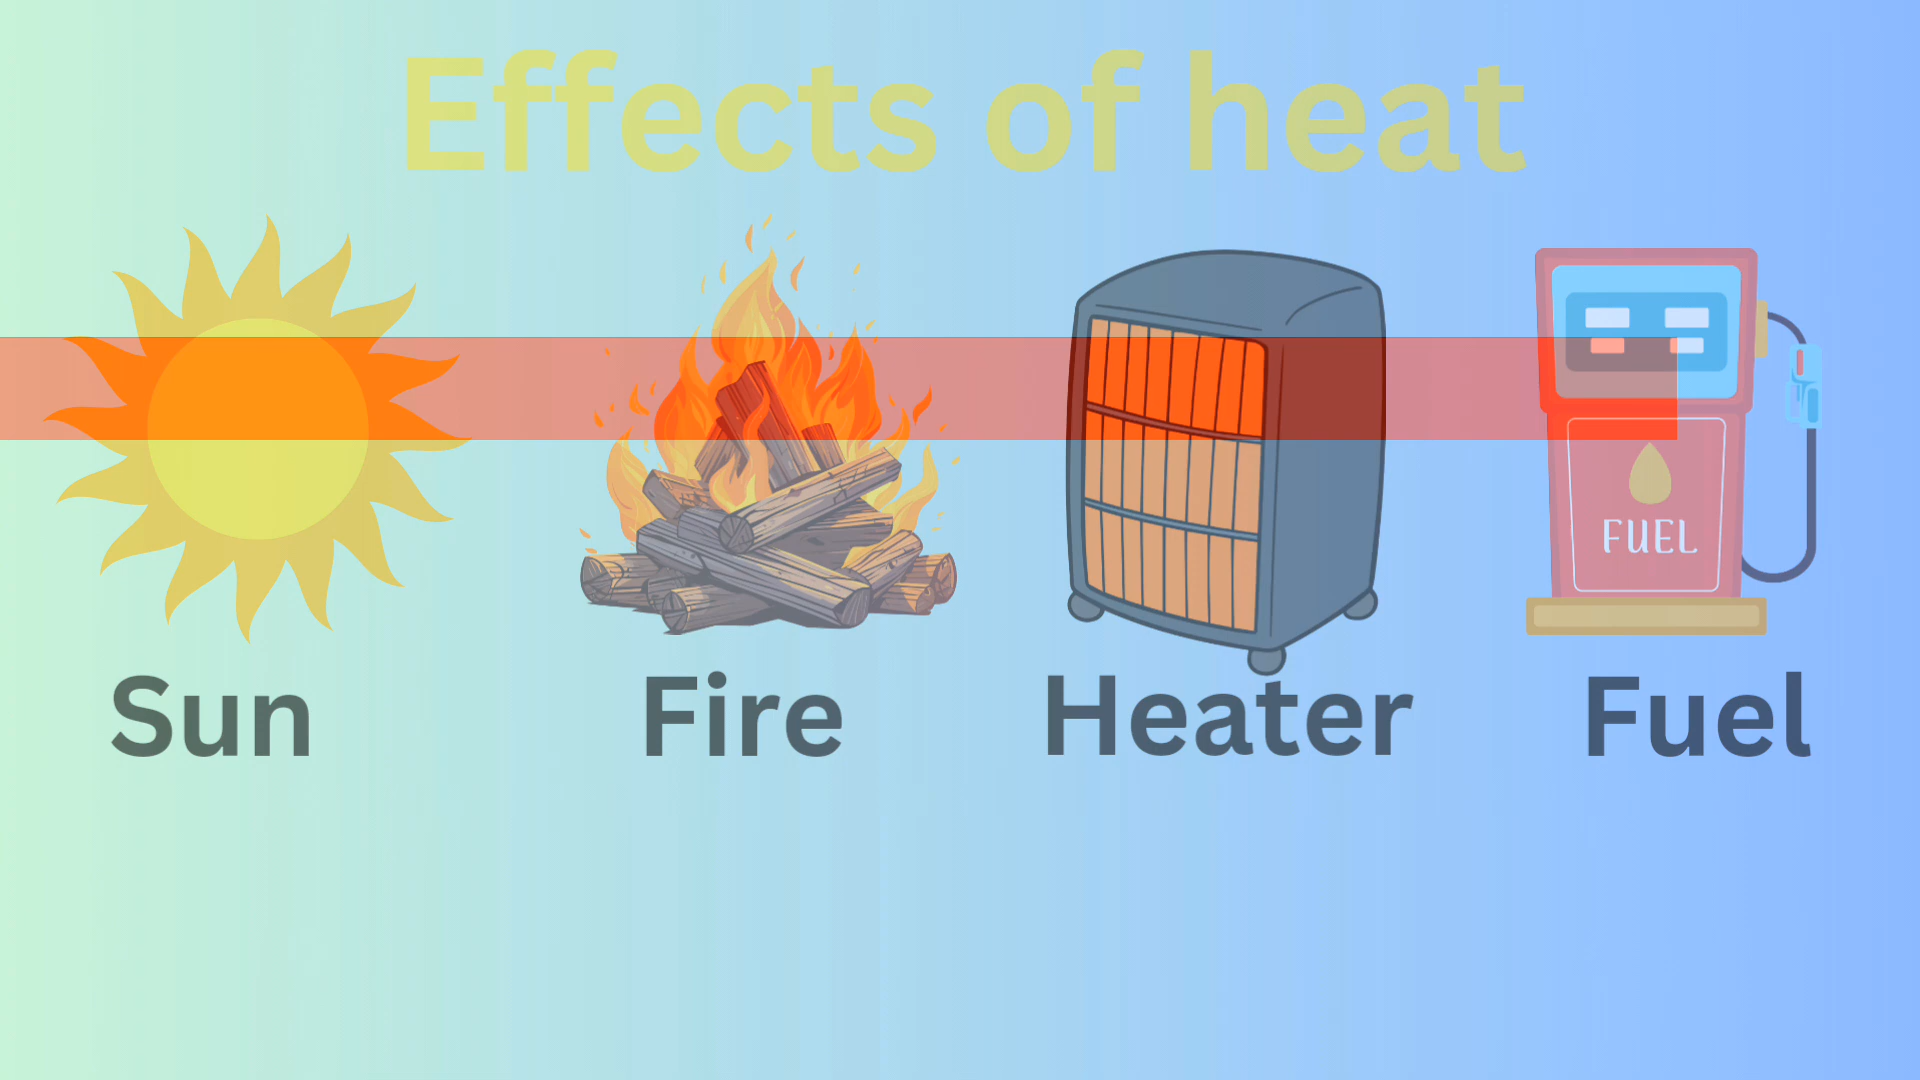 Effects of heat
FUEL
Sun
Fire
Heater
Fuel